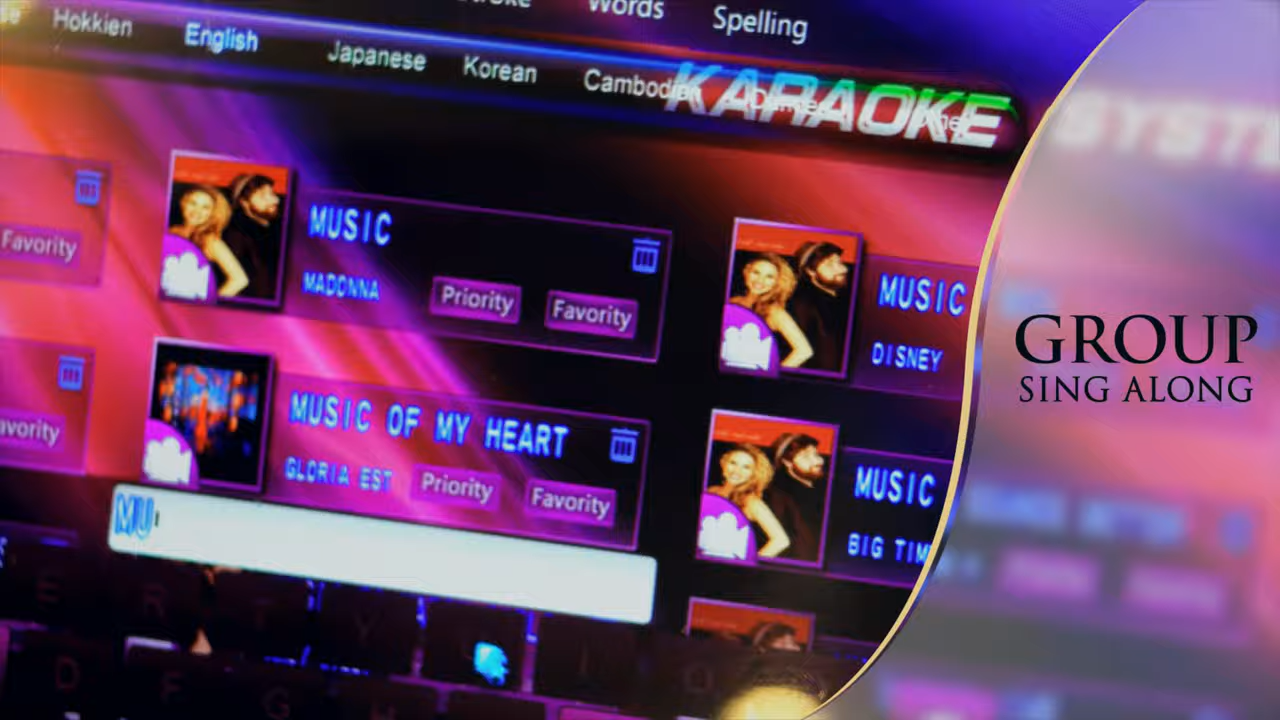 Words
Spelling
Hokkien
English
Japanese
Korean
KARAOKE
SYST
Favority
MUSIC
MADONNA
Priority
Favority
MUSIC
DISNEY
MUSIC OF MY HEART
GLORIA EST
Priority
Favority
MUSIC
BIG TIM
MU
GROUP
SING ALONG
E
R
T
Y
I
O
D
F
G
H